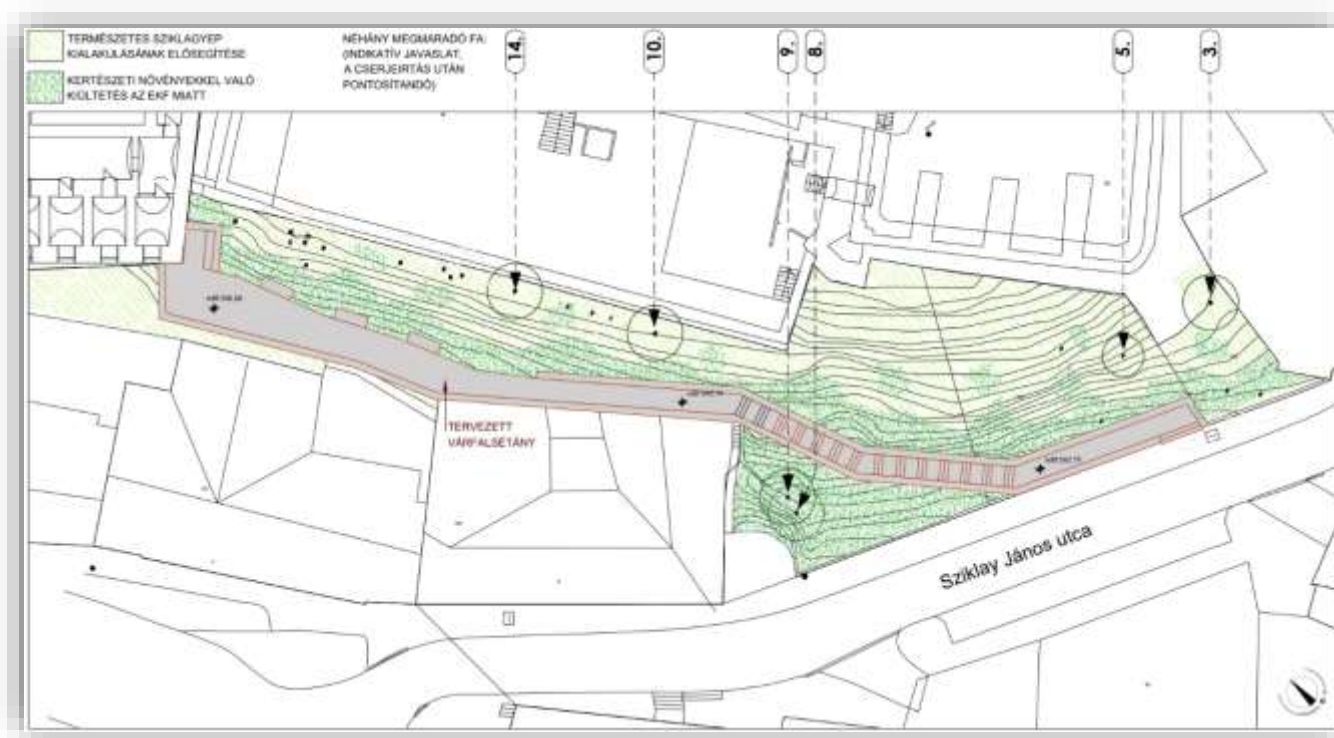 TERMÉSZETES SZIKLAGYEP
KIALAKULÁSÁNAK ELŐSEGÍTÉSE
KERTÉSZETI NÖVÉNYEKKEL VALÓ
KIÜLTETÉS AZ EKF MIATT
NÉHÁNY MEGMARADÓ FA:
(INDIKATÍV JAVASLAT,
A CSERJEIRTÁS UTÁN
PONTOSÍTANDÓ)
14.
10.
9.
8.
5.
3.
TERVEZETT
VÁRFALSÉTÁNY
Sziklay János utca